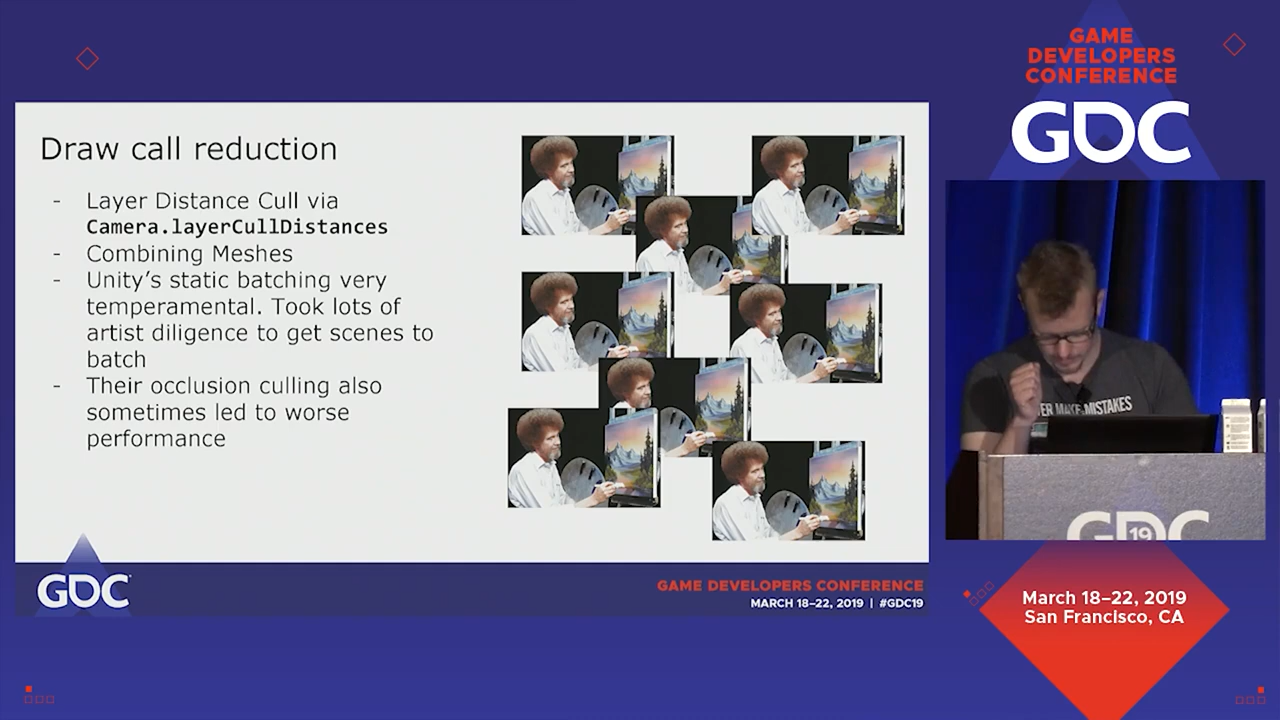 GAME
DEVELOPERS
CONFERENCE
GDC
Draw call reduction
- Layer Distance Cull via
Camera.layerCullDistances
- Combining Meshes
- Unity's static batching very
temperamental. Took lots of
artist diligence to get scenes to
batch
- Their occlusion culling also
sometimes led to worse
performance
MAKE MISTAKES
GDC
19
GDC
GAME DEVELOPERS CONFERENCE
MARCH 18–22, 2019 | #GDC19
March 18–22, 2019
San Francisco, CA